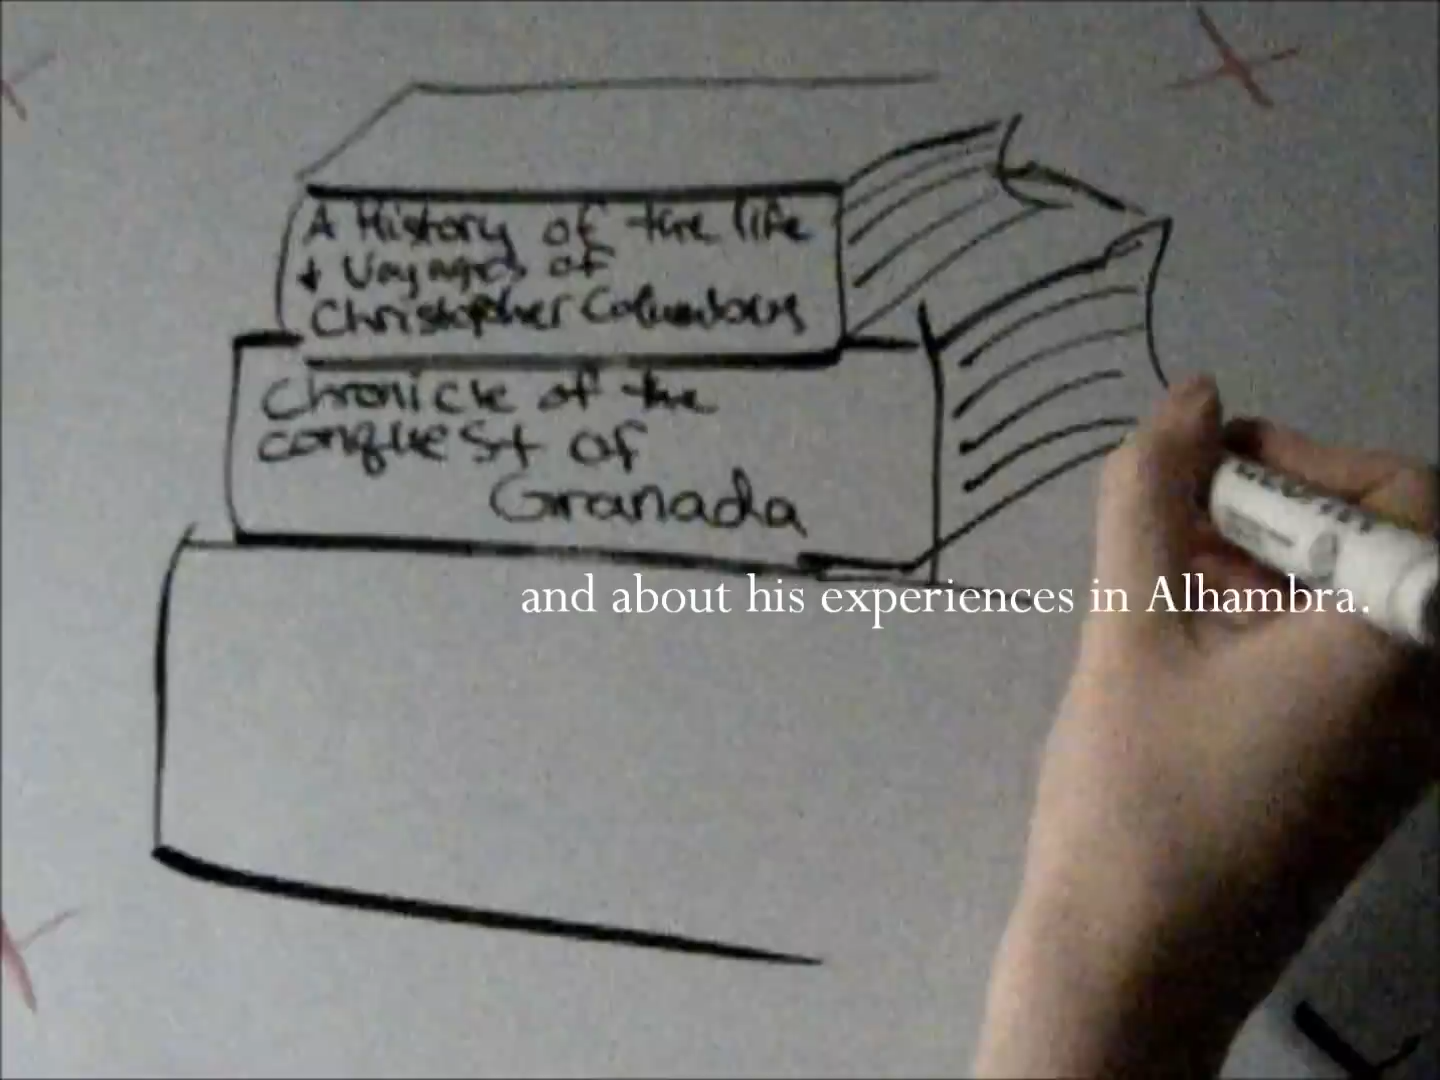 A History of the life
+ Voyages of
Christopher Columbus
Chronicle of the
conquest of
Granada
and about his experiences in Alhambra.